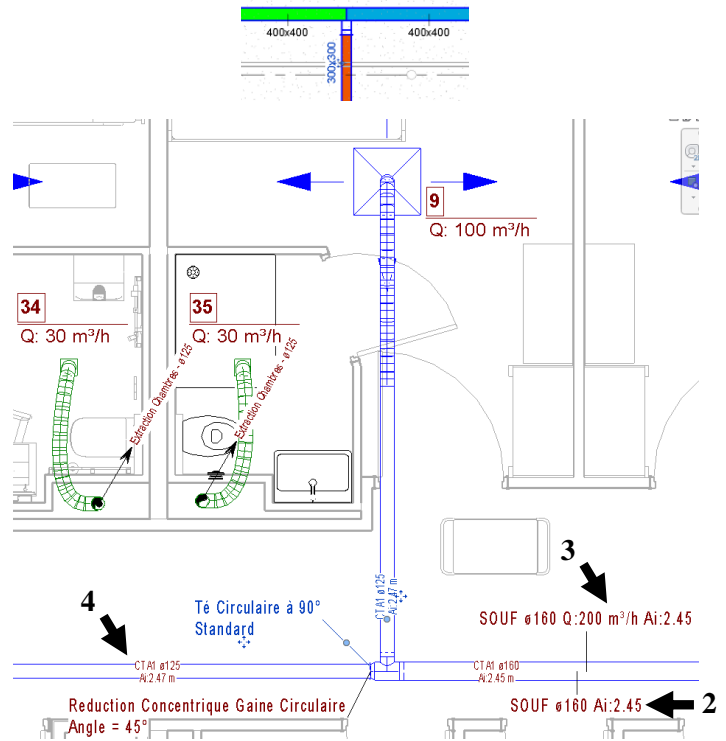 400x400
400x400
300x300
9
Q: 100 m³/h
34
Q: 30 m³/h
35
Q: 30 m³/h
Extraction Chambres - ø125
Extraction Chambres - ø125
3
4
Té Circulaire à 90°
Standard
CTA1 ø125
Ai:2.47 m
SOUF ø160 Q:200 m³/h Ai:2.45
CTA1 ø125
Ai:2.47 m
CTA1 ø160
Ai:2.45 m
Reduction Concentrique Gaine Circulaire
Angle = 45°
SOUF ø160 Ai:2.45
2